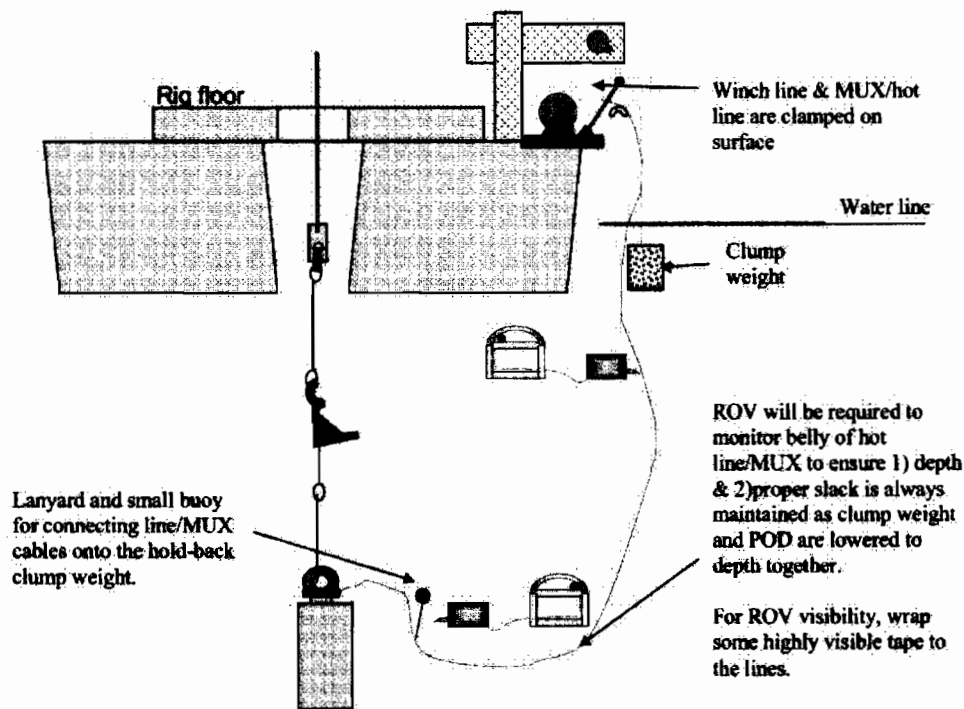 Rig floor
Winch line & MUX/hot
line are clamped on
surface
Water line
Clump
weight
ROV will be required to
monitor belly of hot
line/MUX to ensure 1) depth
& 2)proper slack is always
maintained as clump weight
and POD are lowered to
depth together.
Lanyard and small buoy
for connecting line/MUX
cables onto the hold-back
clump weight.
For ROV visibility, wrap
some highly visible tape to
the lines.